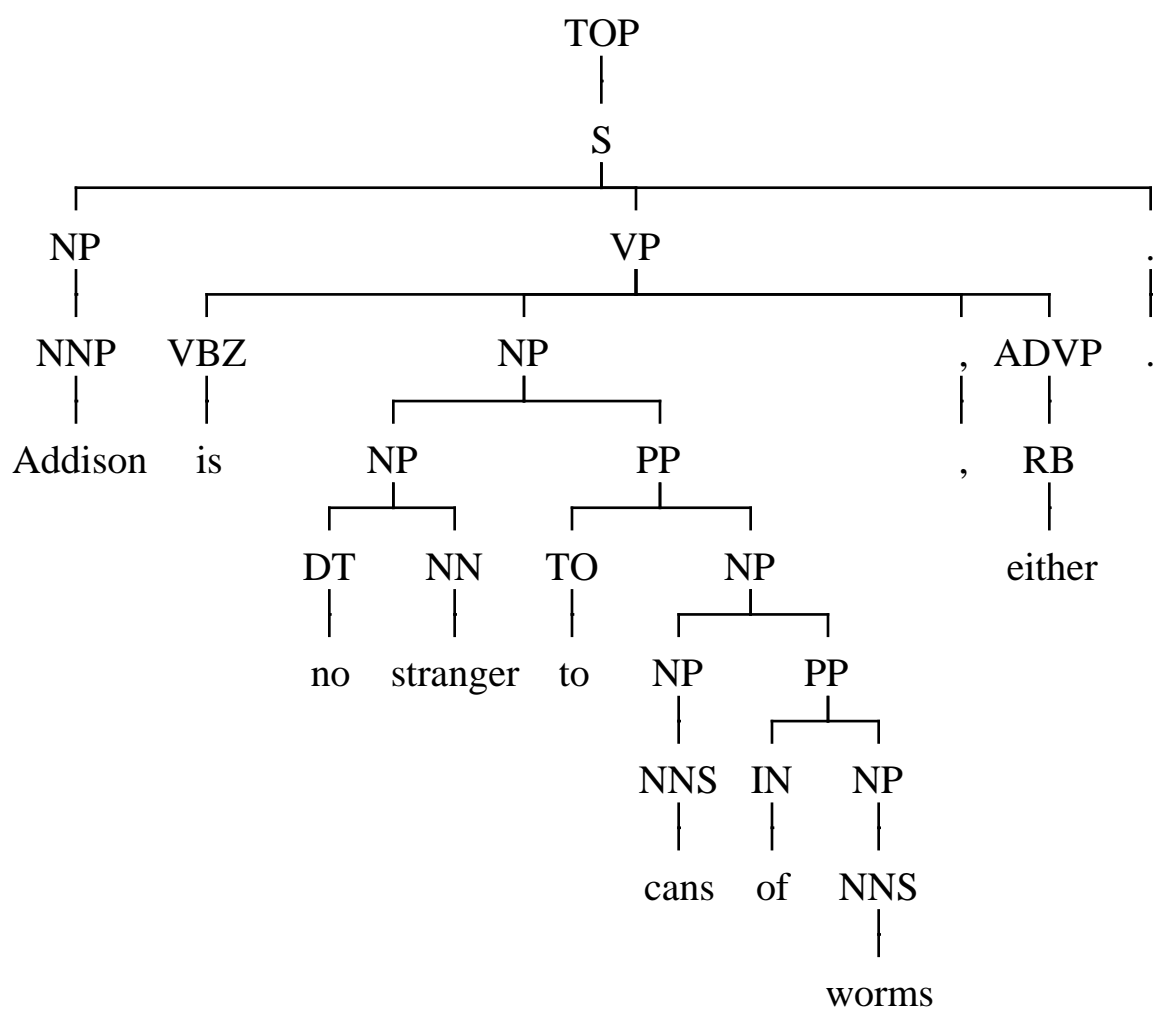 TOP
S
NP VP .
NNP VBZ NP , ADVP .
Addison is NP PP , RB
DT NN TO NP either
no stranger to NP PP
NNS IN NP
cans of NNS
worms